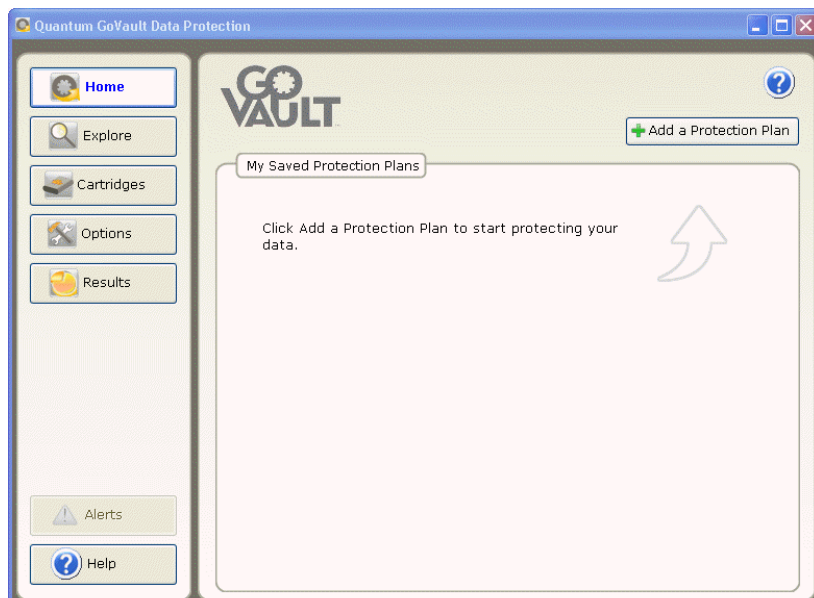 Quantum GoVault Data Protection
Home
Explore
Cartridges
Options
Results
Alerts
? Help
GO
VAULT
?
Add a Protection Plan
My Saved Protection Plans
Click Add a Protection Plan to start protecting your
data.